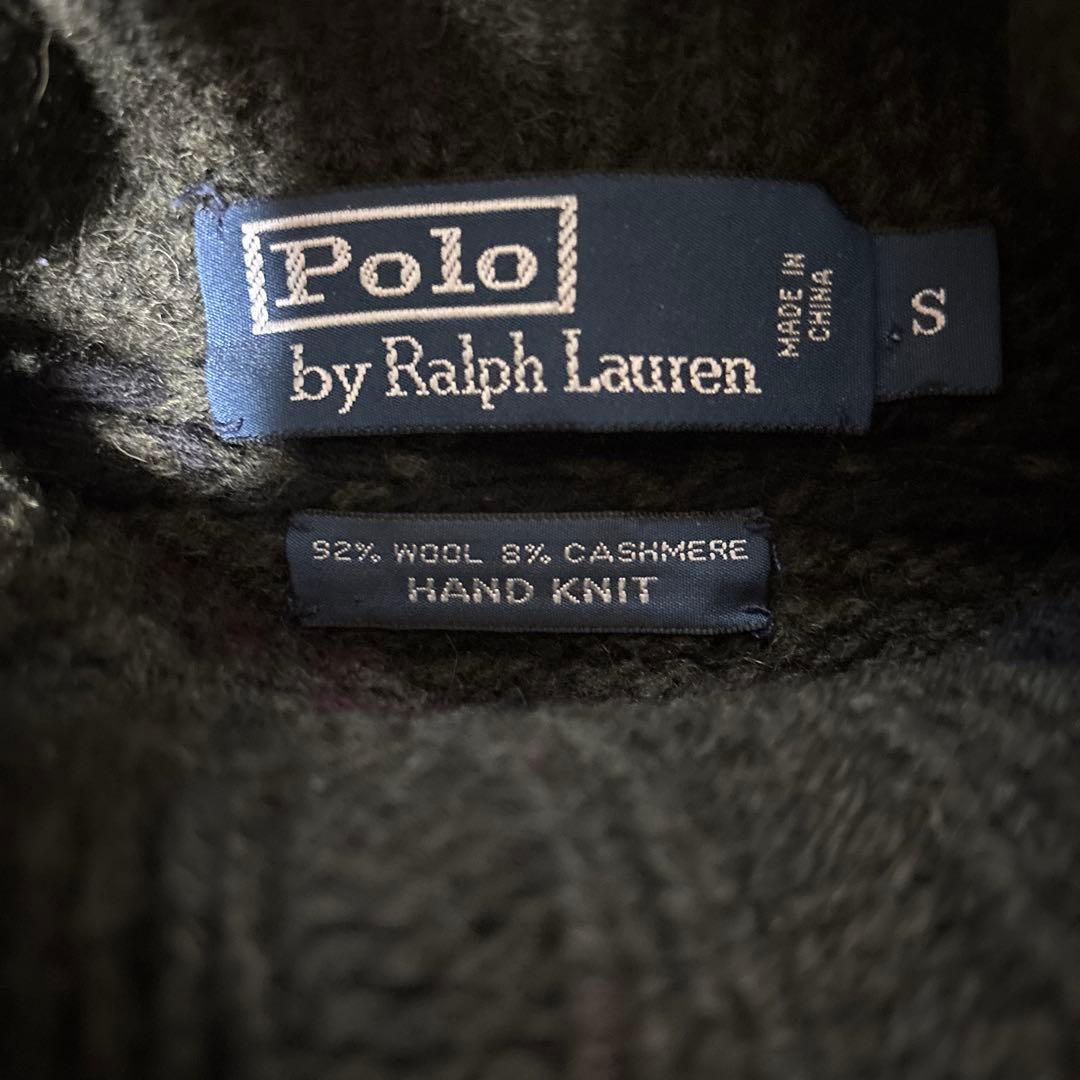 Polo
by Ralph Lauren
MADE IN
CHINA
S
92% WOOL 8% CASHMERE
HAND KNIT